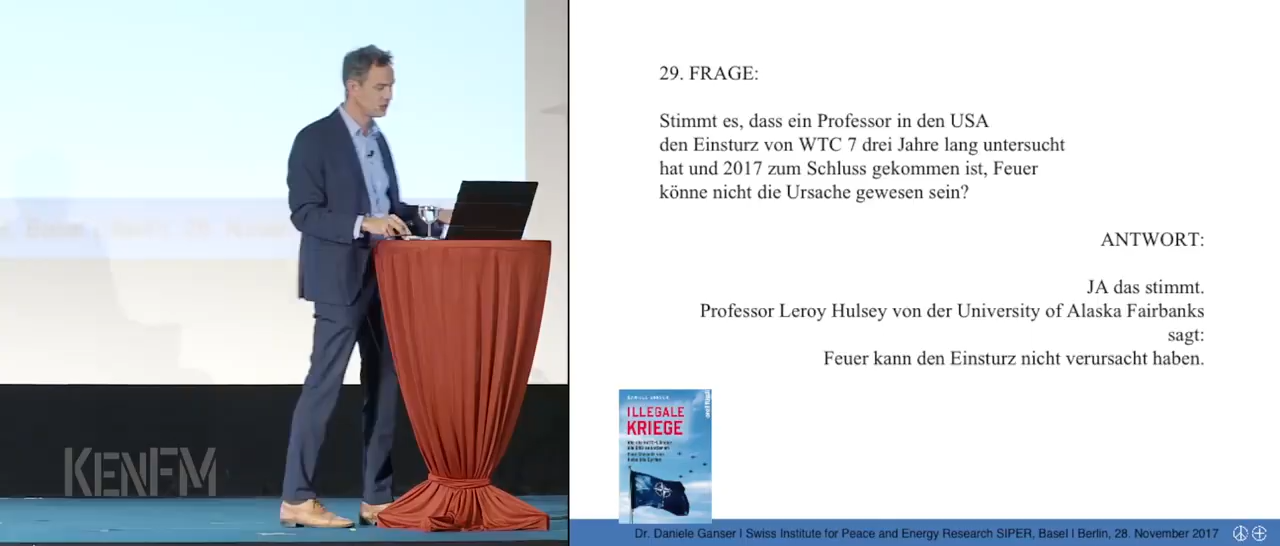 29. FRAGE:
Stimmt es, dass ein Professor in den USA
den Einsturz von WTC 7 drei Jahre lang untersucht
hat und 2017 zum Schluss gekommen ist, Feuer
könne nicht die Ursache gewesen sein?
ANTWORT:
JA das stimmt.
Professor Leroy Hulsey von der University of Alaska Fairbanks
sagt:
Feuer kann den Einsturz nicht verursacht haben.
ILLEGALE
KRIEGE
KENFM
Dr. Daniele Ganser | Swiss Institute for Peace and Energy Research SIPER, Basel | Berlin, 28. November 2017